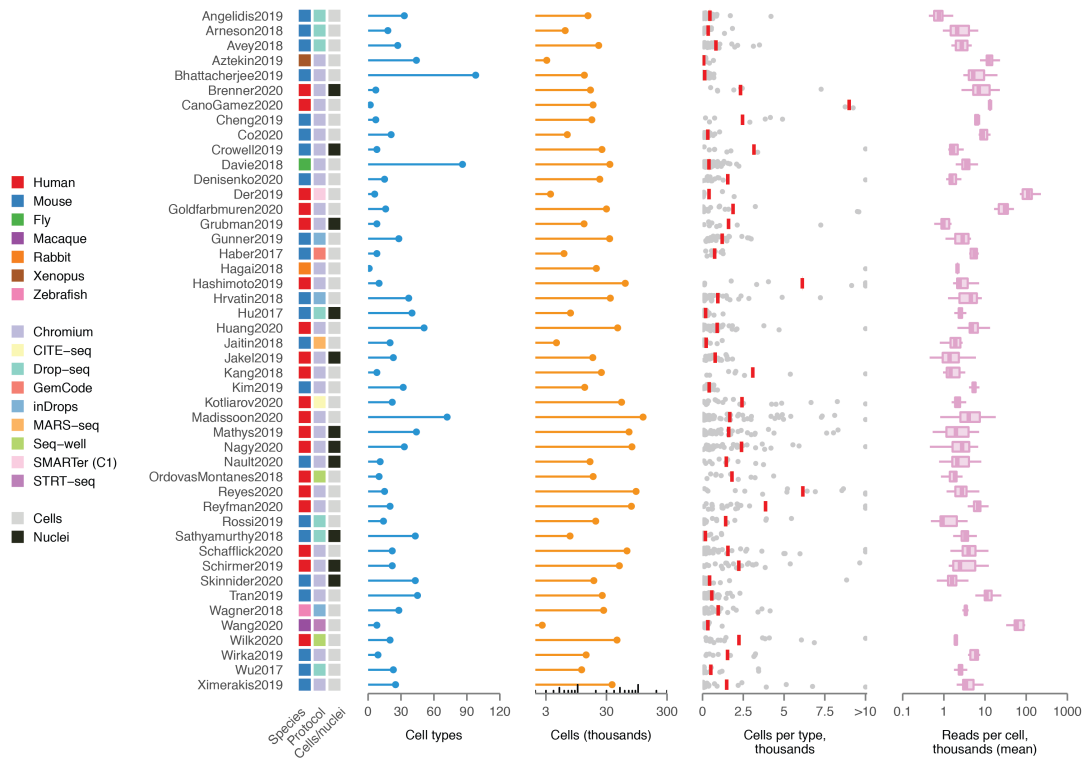 Angelidis2019
Arneson2018
Avey2018
Aztekin2019
Bhattacherjee2019
Brenner2020
CanoGamez2020
Cheng2019
Co2020
Crowell2019
Davie2018
Denisenko2020
Der2019
Goldfarbmuren2020
Grubman2019
Gunner2019
Haber2017
Hagai2018
Hashimoto2019
Hrvatin2018
Hu2017
Huang2020
Jaitin2018
Jakel2019
Kang2018
Kim2019
Kotliarov2020
Madissoon2020
Mathys2019
Nagy2020
Nault2020
OrdovasMontanes2018
Reyes2020
Reyfman2020
Rossi2019
Sathyamurthy2018
Schafflick2020
Schirmer2019
Skinnider2020
Tran2019
Wagner2018
Wang2020
Wilk2020
Wirka2019
Wu2017
Ximerakis2019
Human
Mouse
Fly
Macaque
Rabbit
Xenopus
Zebrafish
Chromium
CITE−seq
Drop−seq
GemCode
inDrops
MARS−seq
Seq−well
SMARTer (C1)
STRT−seq
Cells
Nuclei
Species
Protocol
Cells/nuclei
0 30 60 90 120
Cell types
3 30 300
Cells (thousands)
0 2.5 5 7.5 >10
Cells per type,
thousands
0.1 1 10 100 1000
Reads per cell,
thousands (mean)